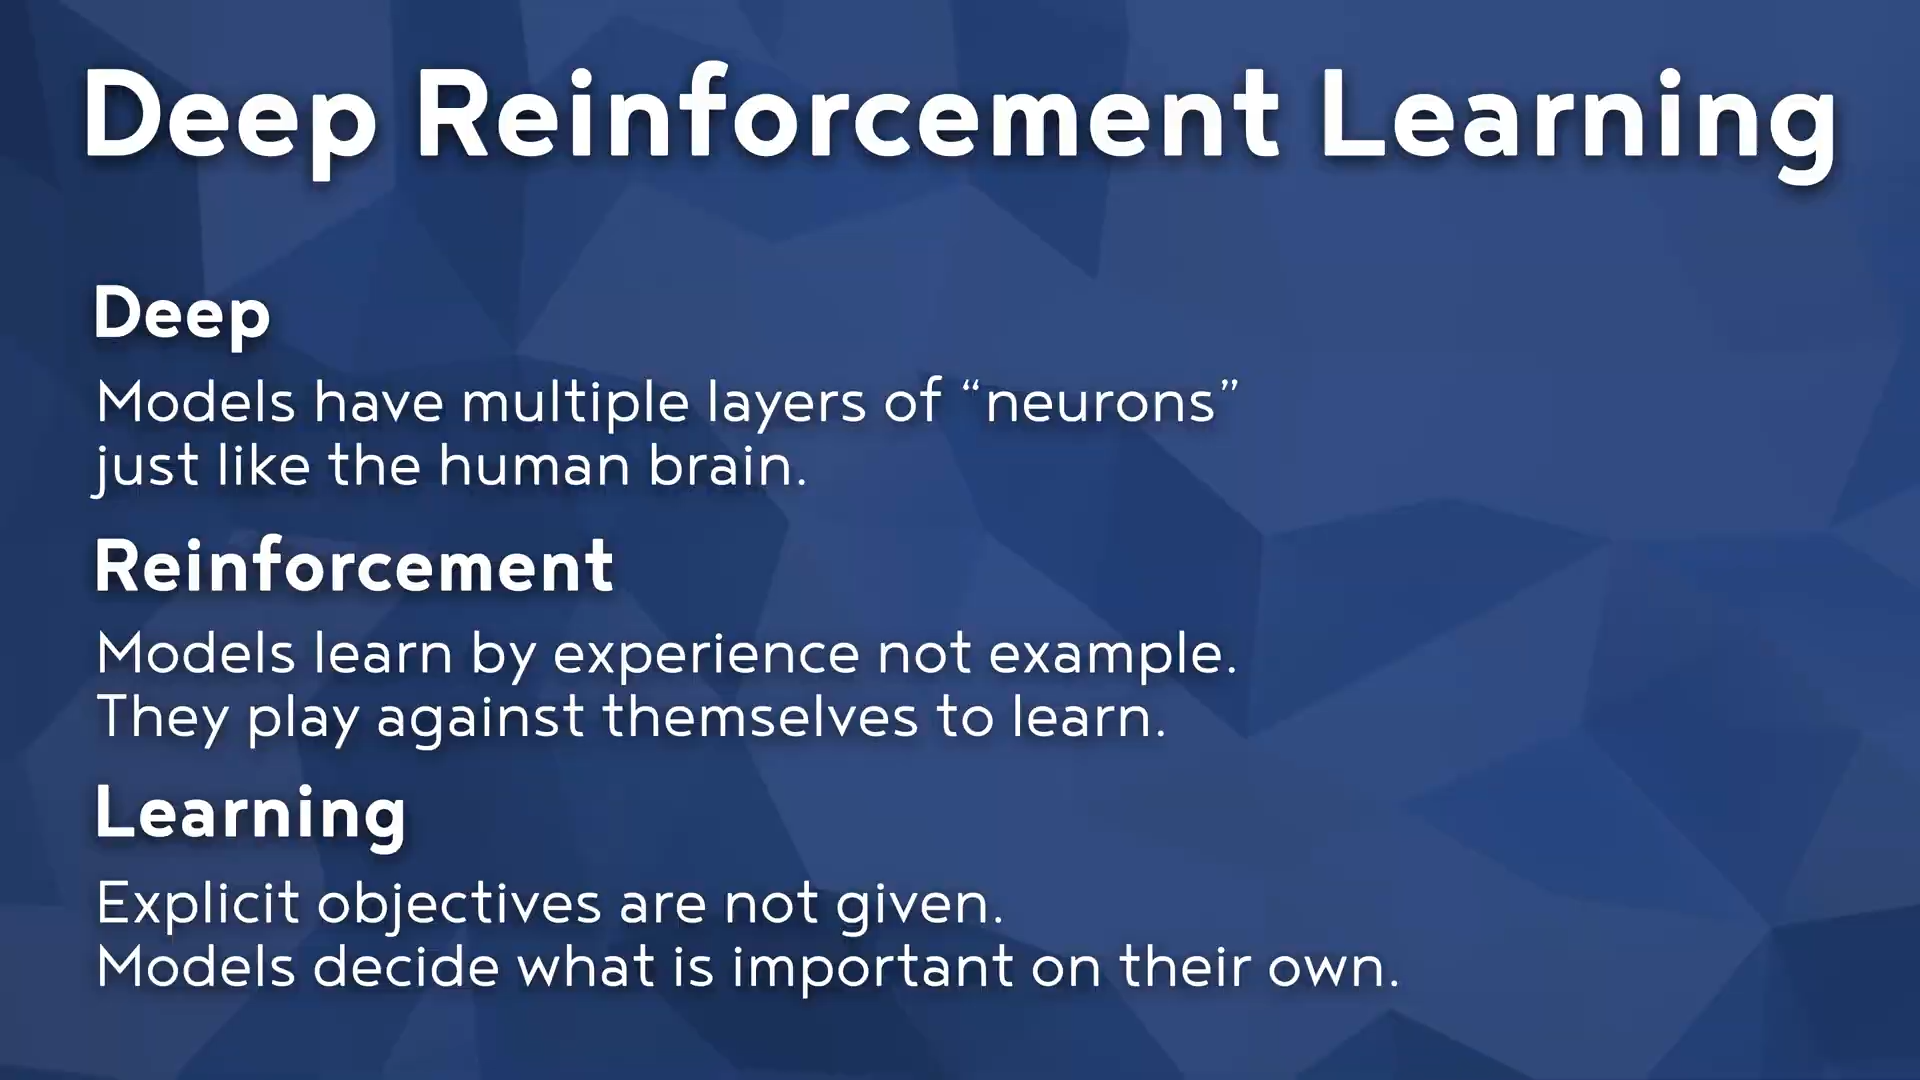 Deep Reinforcement Learning
Deep
Models have multiple layers of “neurons”
just like the human brain.
Reinforcement
Models learn by experience not example.
They play against themselves to learn.
Learning
Explicit objectives are not given.
Models decide what is important on their own.